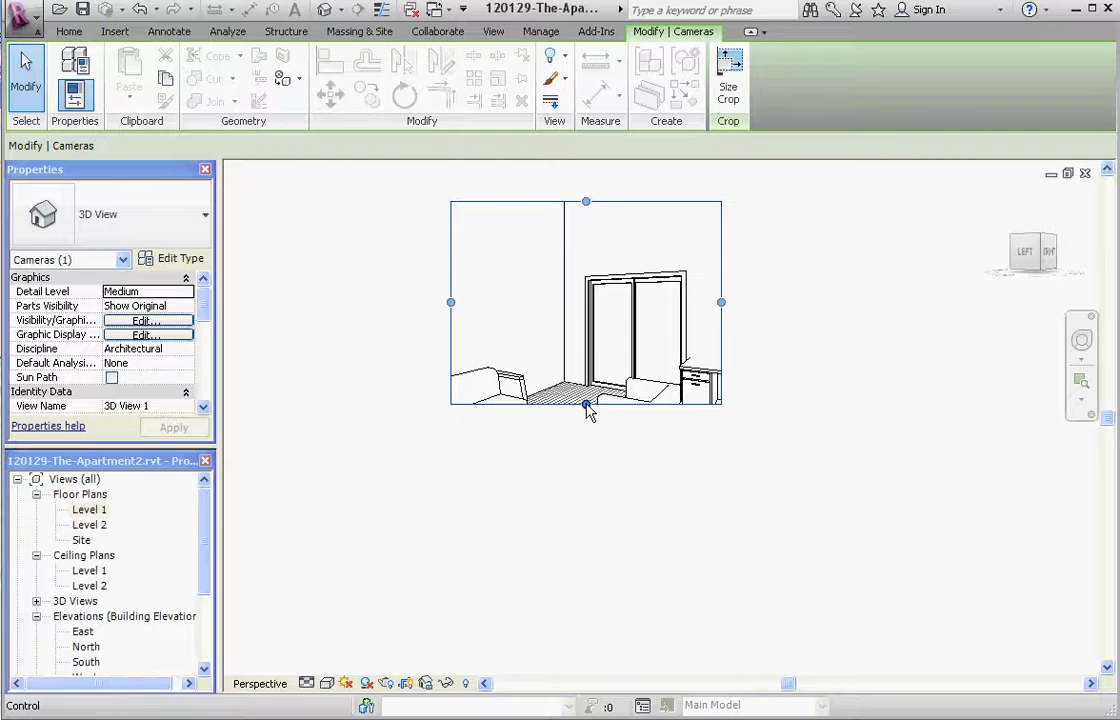 120129-The-Apa...
Type a keyword or phrase
Sign In
Home Insert Annotate Analyze Structure Massing & Site Collaborate View Manage Add-Ins Modify | Cameras
Modify
Paste
Cope
Cut
Join
Size
Crop
Select Properties Clipboard Geometry Modify View Measure Create Crop
Modify | Cameras
Properties
3D View
Cameras (1) Edit Type
Graphics
Detail Level Medium
Parts Visibility Show Original
Visibility/Graphi... Edit...
Graphic Display ... Edit...
Discipline Architectural
Default Analysi... None
Sun Path
Identity Data
View Name 3D View 1
Properties help Apply
120129-The-Apartment2.rvt - Pro...
Views (all)
Floor Plans
Level 1
Level 2
Site
Ceiling Plans
Level 1
Level 2
3D Views
Elevations (Building Elevation
East
North
South
LEFT
Perspective
Control
:0
Main Model